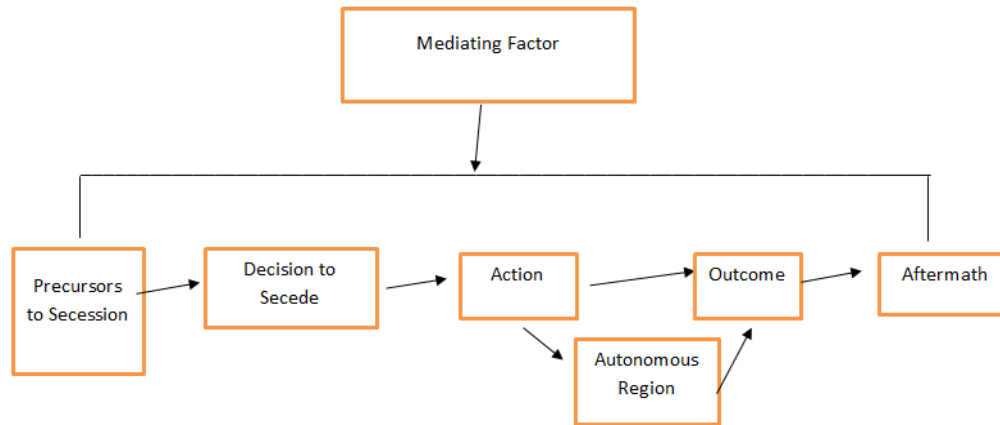 Mediating Factor
Precursors
to Secession
Decision to
Secede
Action
Outcome
Aftermath
Autonomous
Region